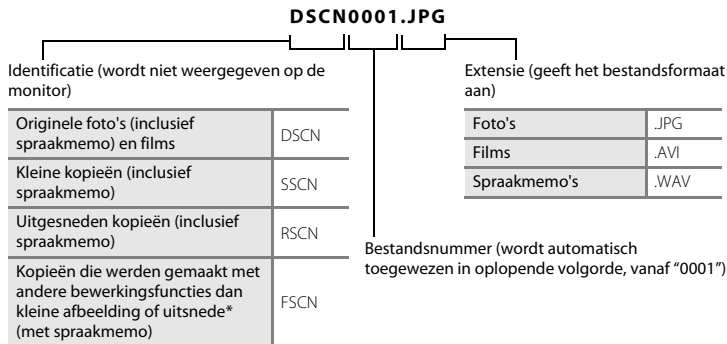 DSCN0001.JPG
Identificatie (wordt niet weergegeven op de
monitor)
Originele foto's (inclusief
spraakmemo) en films
DSCN
Kleine kopieën (inclusief
spraakmemo)
SSCN
Uitgesneden kopieën (inclusief
spraakmemo)
RSCN
Kopieën die werden gemaakt met
andere bewerkingsfuncties dan
kleine afbeelding of uitsnede*
(met spraakmemo)
FSCN
Extensie (geeft het bestandsformaat
aan)
Foto's .JPG
Films .AVI
Spraakmemo's .WAV
Bestandsnummer (wordt automatisch
toegewezen in oplopende volgorde, vanaf “0001”)